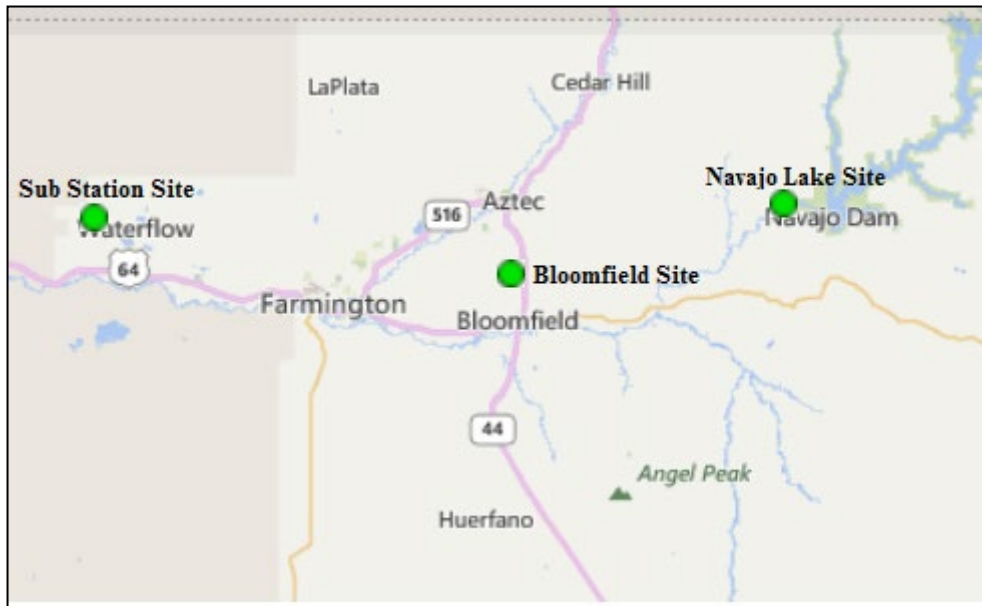 LaPlata
Cedar Hill
Sub Station Site
Navajo Lake Site
Waterflow
516
Aztec
Navajo Dam
64
Bloomfield Site
Farmington
Bloomfield
44
Angel Peak
Huerfano